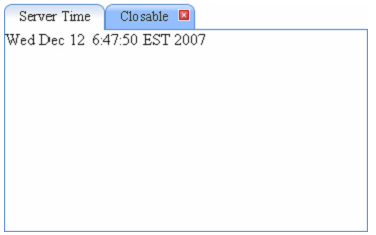 Server Time Closable
Wed Dec 12 6:47:50 EST 2007